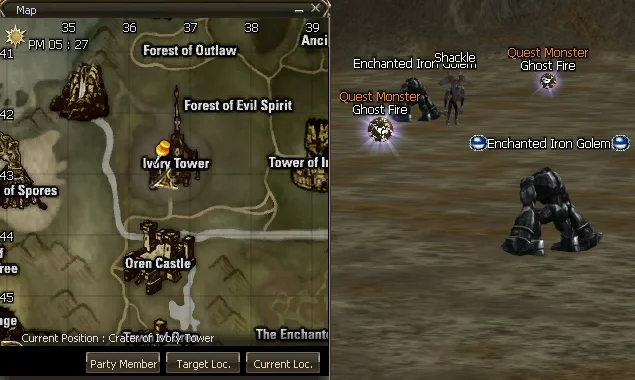 Map
35 36 37 38 39
PM 05 : 27
41
Forest of Outlaw
Anci
42
Forest of Evil Spirit
Ivory Tower
Tower of I
43
of Spores
44
Oren Castle
ree
45
age
The Enchant
Current Position : Crater of Ivory Tower
Party Member
Target Loc.
Current Loc.
Shackle
Enchanted Iron Golem
Quest Monster
Ghost Fire
Quest Monster
Ghost Fire
Enchanted Iron Golem